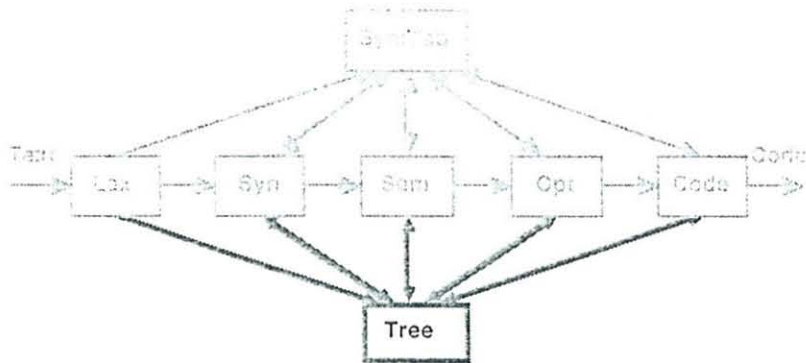 SymTab
Text
Lex
Syn
Sem
Opt
Code
Code
Tree